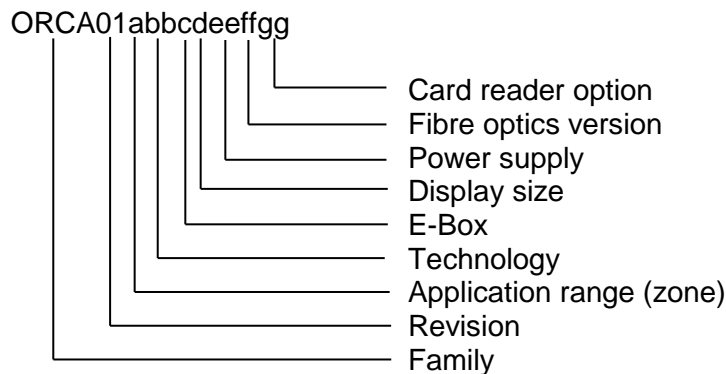 ORCA01abbcdeeffgg
Card reader option
Fibre optics version
Power supply
Display size
E-Box
Technology
Application range (zone)
Revision
Family